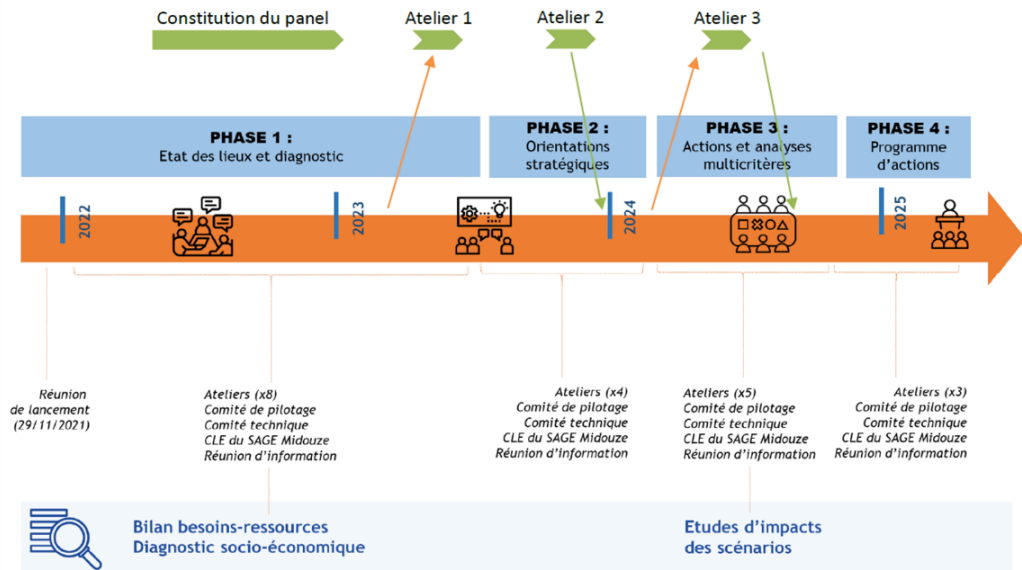 Constitution du panel
Atelier 1
Atelier 2
Atelier 3
PHASE 1 :
Etat des lieux et diagnostic
PHASE 2 :
Orientations
stratégiques
PHASE 3 :
Actions et analyses
multicritères
PHASE 4 :
Programme
d'actions
2022
2023
2024
2025
Réunion
de lancement
(29/11/2021)
Ateliers (x8)
Comité de pilotage
Comité technique
CLE du SAGE Midouze
Réunion d'information
Ateliers (x4)
Comité de pilotage
Comité technique
CLE du SAGE Midouze
Réunion d'information
Ateliers (x5)
Comité de pilotage
Comité technique
CLE du SAGE Midouze
Réunion d'information
Ateliers (x3)
Comité de pilotage
Comité technique
CLE du SAGE Midouze
Réunion d'information
Bilan besoins-ressources
Diagnostic socio-économique
Etudes d'impacts
des scénarios